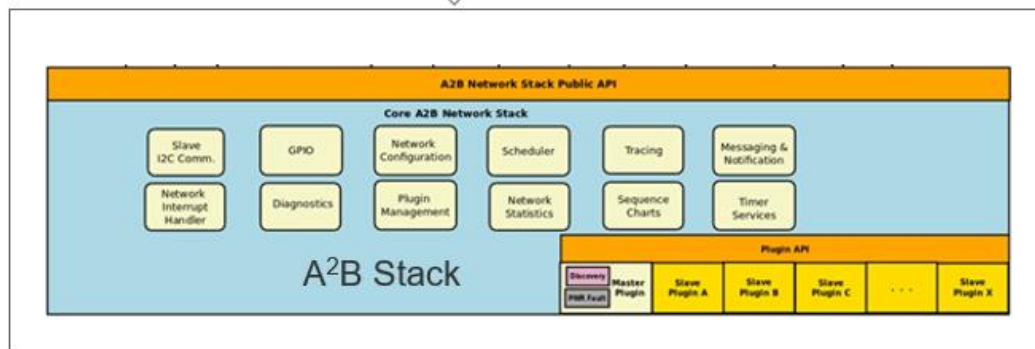 A2B Network Stack Public API
Core A2B Network Stack
Slave
I2C Comm.
GPIO
Network
Configuration
Scheduler
Tracing
Messaging &
Notification
Network
Interrupt
Handler
Diagnostics
Plugin
Management
Network
Statistics
Sequence
Charts
Timer
Services
A²B Stack
Plugin API
Discovery
PWR Fault
Master
Plugin
Slave
Plugin A
Slave
Plugin B
Slave
Plugin C
. . .
Slave
Plugin X